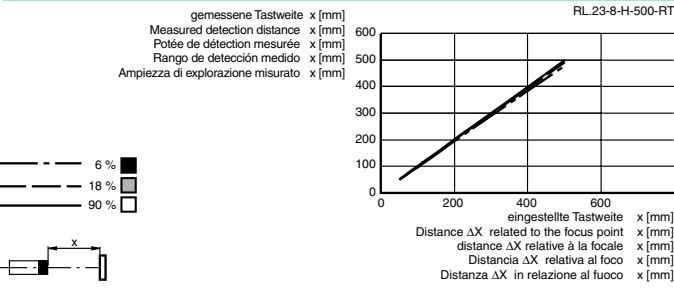 gemessene Tastweite x [mm]
Measured detection distance x [mm]
Potée de détection mesurée x [mm]
Rango de detección medido x [mm]
Ampiezza di explorazione misurato x [mm]
RL.23-8-H-500-RT
600
500
400
300
200
100
0
0 200 400 600
6 %
18 %
90 %
x
eingestellte Tastweite x [mm]
Distance ΔX related to the focus point x [mm]
distance ΔX relative à la focale x [mm]
Distancia ΔX relativa al foco x [mm]
Distanza ΔX in relazione al fuoco x [mm]